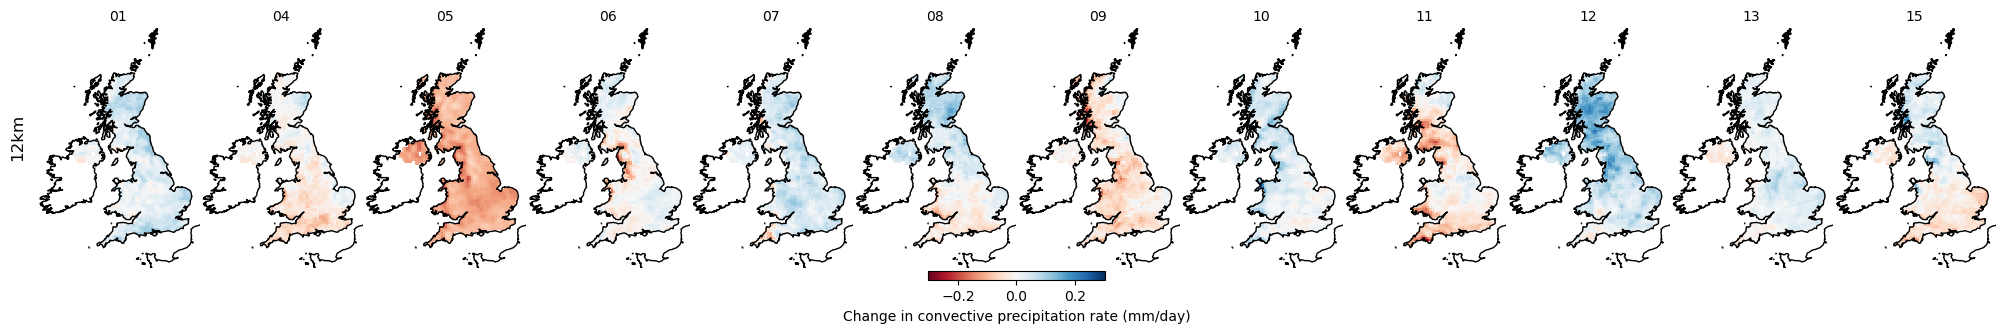 01 04 05 06 07 08 09 10 11 12 13 15
12km
−0.2 0.0 0.2
Change in convective precipitation rate (mm/day)